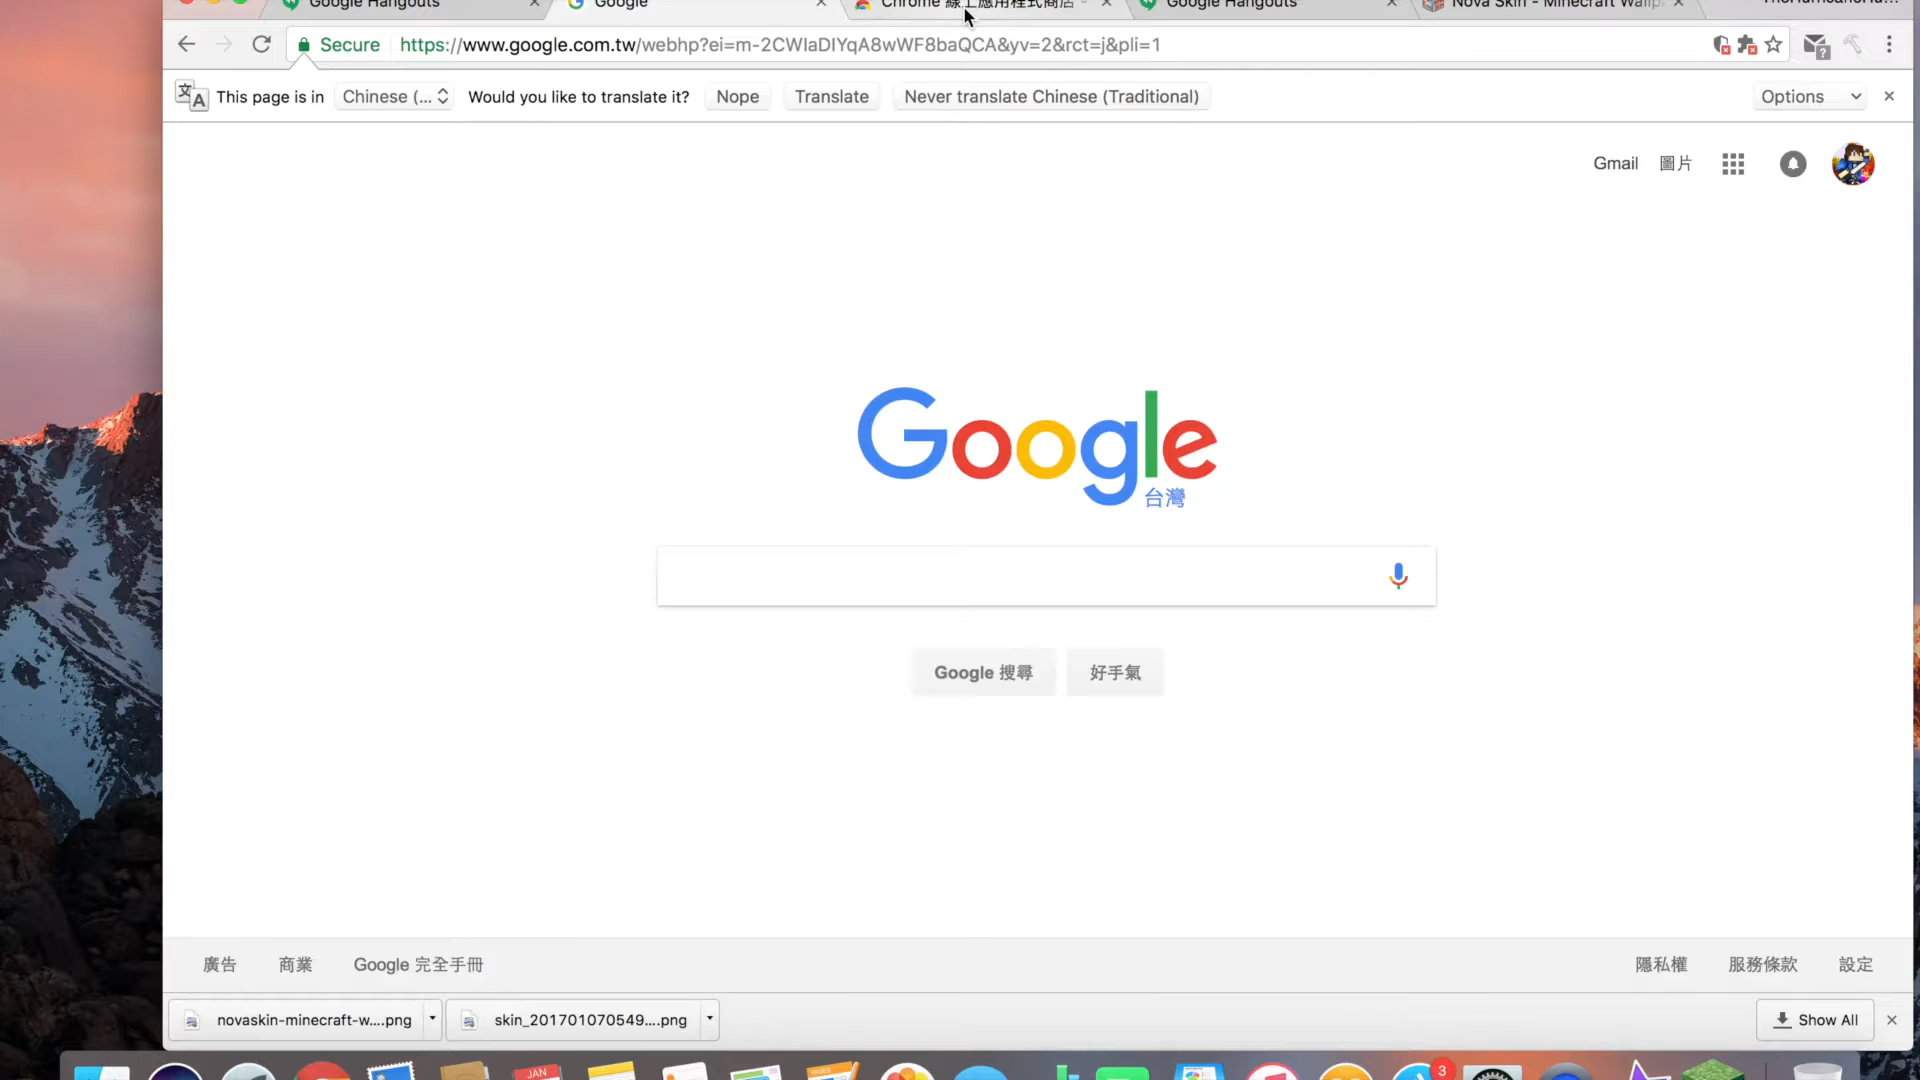 Google Hangouts
Google
Chrome 線上應用程式商店 -
Google Hangouts
Nova Skin - Minecraft Wallp
Secure https://www.google.com.tw/webhp?ei=m-2CWIaDIYqA8wWF8baQCA&yv=2&rct=j&pli=1
This page is in Chinese (... Would you like to translate it? Nope Translate Never translate Chinese (Traditional) Options
Gmail 圖片
Google
台灣
Google 搜尋 好手氣
廣告 商業 Google 完全手冊 隱私權 服務條款 設定
novaskin-minecraft-w....png skin_201701070549....png Show All
JAN PAGES 3